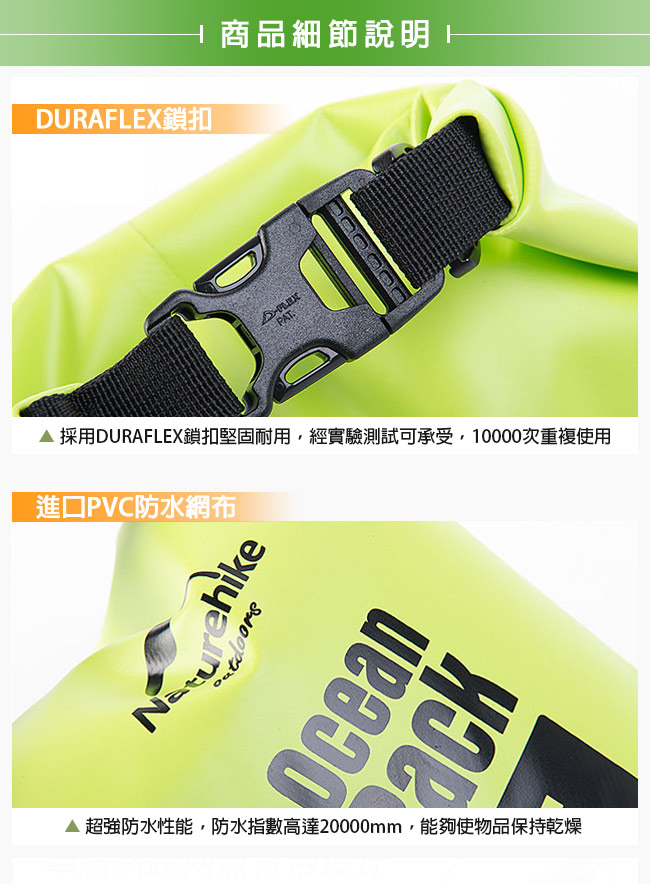 商品細節說明
DURAFLEX鎖扣
FLEX
PAT.
▲ 採用DURAFLEX鎖扣堅固耐用，經實驗測試可承受，10000次重複使用
進口PVC防水網布
Naturehike
outdoors
Ocean
Pack
▲ 超強防水性能，防水指數高達20000mm，能夠使物品保持乾燥